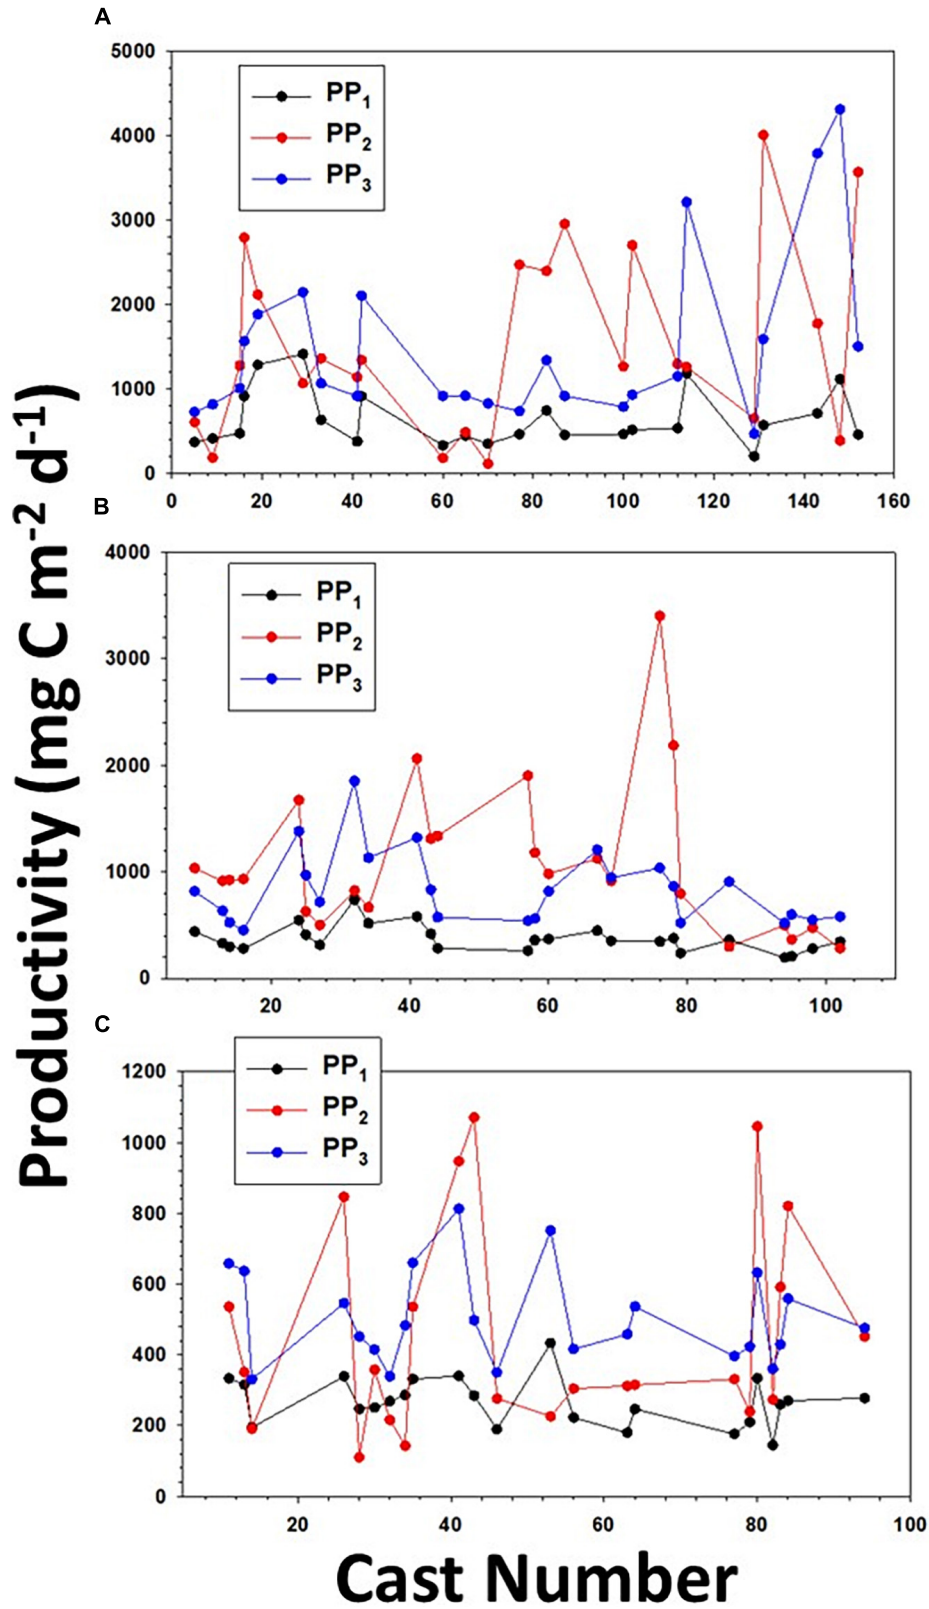 A
5000
4000
3000
2000
1000
0
PP1
PP2
PP3
0 20 40 60 80 100 120 140 160
B
4000
3000
2000
1000
0
PP1
PP2
PP3
20 40 60 80 100
C
1200
1000
800
600
400
200
0
PP1
PP2
PP3
20 40 60 80 100
Productivity (mg C m-2 d-1)
Cast Number